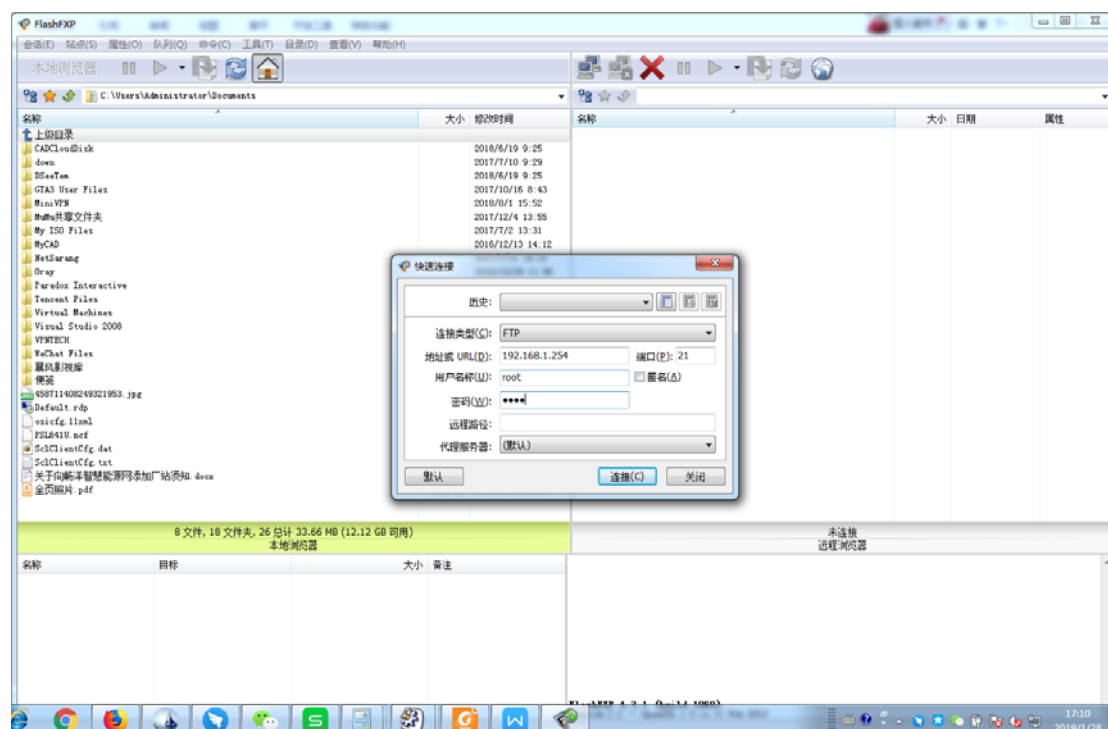 FlashFXP
会话(E) 站点(S) 属性(O) 队列(Q) 命令(C) 工具(T) 目录(D) 查看(V) 帮助(H)
本地浏览器
C:\Users\Administrator\Documents
名称 大小 修改时间 名称 大小 日期 属性
上级目录
CADCloudDisk 2018/6/19 9:25
down 2017/7/10 9:29
DSeeTem 2018/6/19 9:25
GTA3 User Files 2017/10/16 8:43
MiniVPN 2018/8/1 15:52
MuMu共享文件夹 2017/12/4 13:55
My ISO Files 2017/7/2 13:31
MyCAD 2016/12/13 14:12
NetSarang
Oray
Paradox Interactive
Tencent Files
Virtual Machines
Visual Studio 2008
VPNTECH
WeChat Files
暴风影视库
便笺
458711408249321953.jpg
Default.rdp
osicfg.11xml
PSL641U.ncf
SclClientCfg.dat
SclClientCfg.txt
关于向畅洋智慧能源网添加厂站须知.docx
全页照片.pdf
快速连接
历史:
连接类型(C): FTP
地址或 URL(D): 192.168.1.254 端口(P): 21
用户名称(U): root 匿名(A)
密码(W): ••••
远程路径:
代理服务器: (默认)
默认 连接(C) 关闭
8 文件, 18 文件夹, 26 总计 33.66 MB (12.12 GB 可用)
本地浏览器
未连接
远程浏览器
名称 目标 大小 备注
17:10
2019/1/28